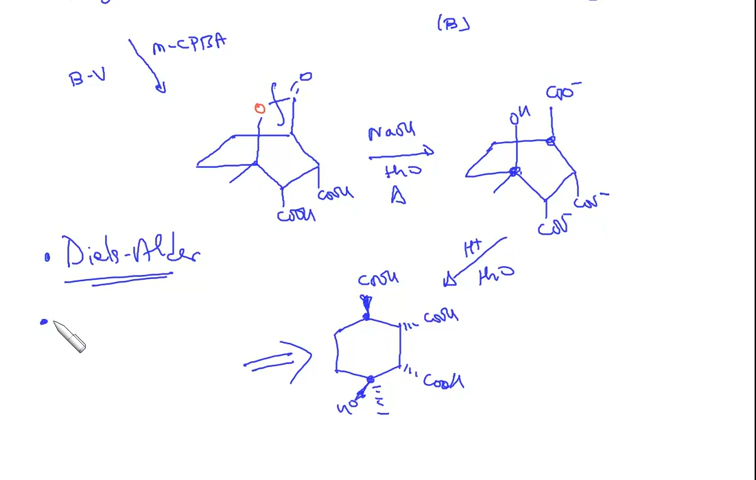 (B)
m-CPBA
B-V
O
O
COO⁻
OH
NaOH
H₂O
Δ
COOH
COOH
COO⁻
COO⁻
• Diels-Alder
H⁺
H₂O
COOH
COOH
COOH
HO
•